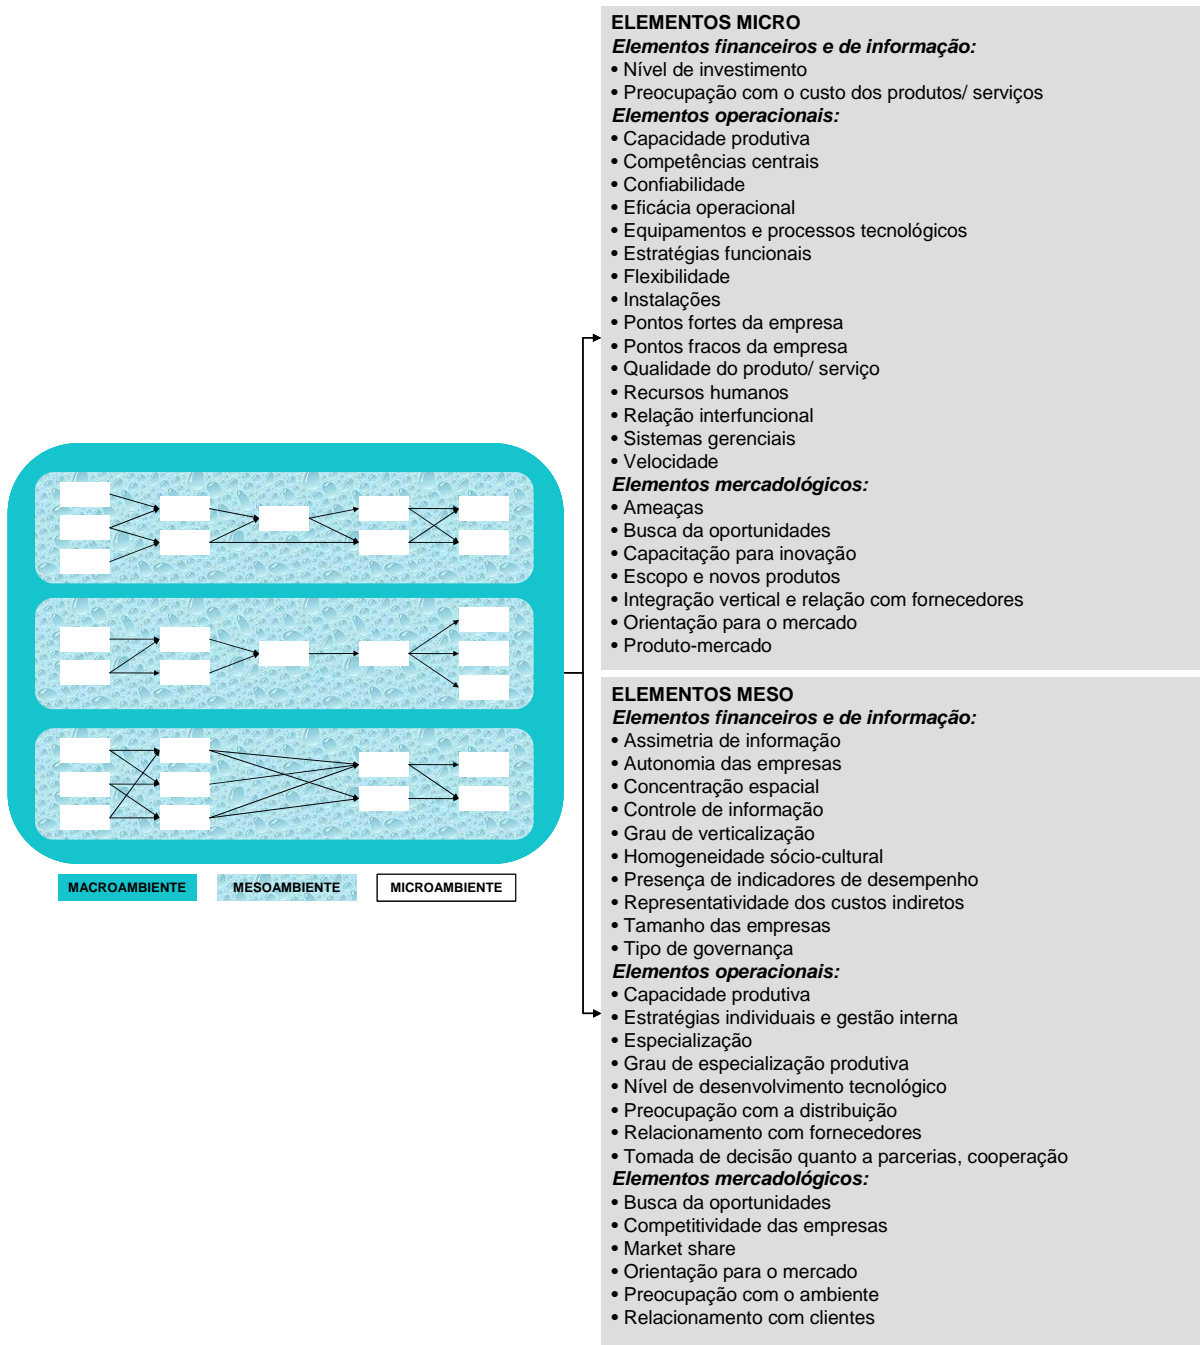 ELEMENTOS MICRO
Elementos financeiros e de informação:
• Nível de investimento
• Preocupação com o custo dos produtos/ serviços
Elementos operacionais:
• Capacidade produtiva
• Competências centrais
• Confiabilidade
• Eficácia operacional
• Equipamentos e processos tecnológicos
• Estratégias funcionais
• Flexibilidade
• Instalações
• Pontos fortes da empresa
• Pontos fracos da empresa
• Qualidade do produto/ serviço
• Recursos humanos
• Relação interfuncional
• Sistemas gerenciais
• Velocidade
Elementos mercadológicos:
• Ameaças
• Busca da oportunidades
• Capacitação para inovação
• Escopo e novos produtos
• Integração vertical e relação com fornecedores
• Orientação para o mercado
• Produto-mercado
ELEMENTOS MESO
Elementos financeiros e de informação:
• Assimetria de informação
• Autonomia das empresas
• Concentração espacial
• Controle de informação
• Grau de verticalização
• Homogeneidade sócio-cultural
• Presença de indicadores de desempenho
• Representatividade dos custos indiretos
• Tamanho das empresas
• Tipo de governança
Elementos operacionais:
• Capacidade produtiva
• Estratégias individuais e gestão interna
• Especialização
• Grau de especialização produtiva
• Nível de desenvolvimento tecnológico
• Preocupação com a distribuição
• Relacionamento com fornecedores
• Tomada de decisão quanto a parcerias, cooperação
Elementos mercadológicos:
• Busca da oportunidades
• Competitividade das empresas
• Market share
• Orientação para o mercado
• Preocupação com o ambiente
• Relacionamento com clientes
MACROAMBIENTE
MESOAMBIENTE
MICROAMBIENTE